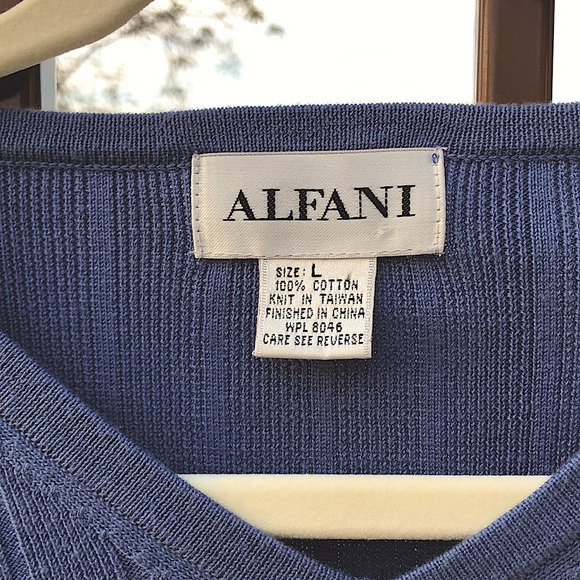 ALFANI
SIZE: L
100% COTTON
KNIT IN TAIWAN
FINISHED IN CHINA
WPL 8046
CARE SEE REVERSE